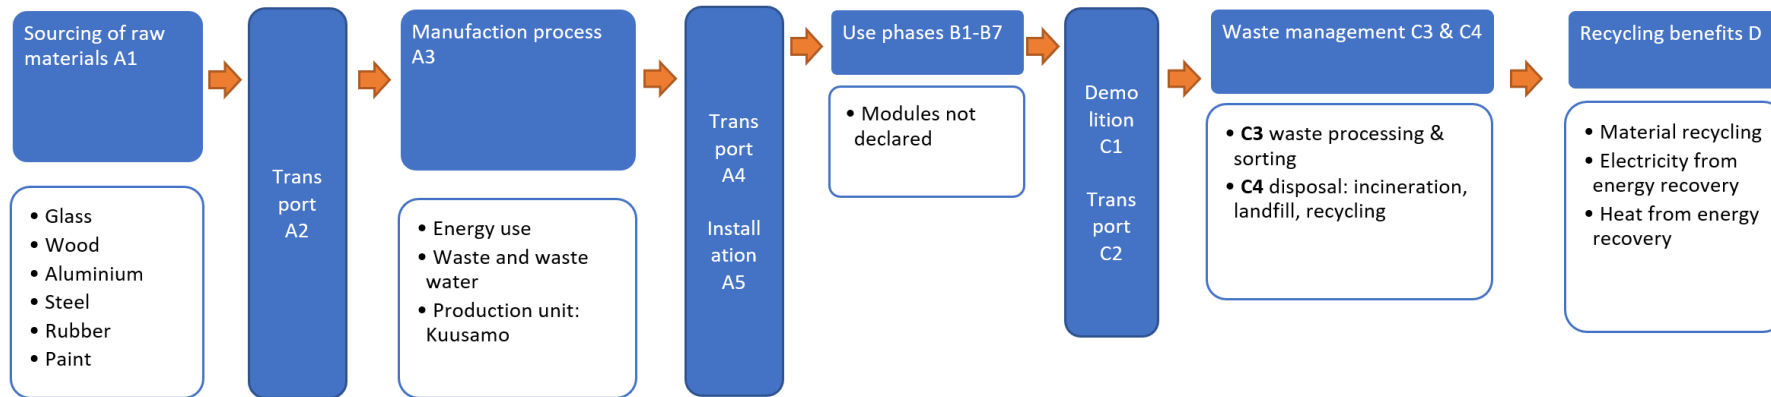 Sourcing of raw
materials A1
• Glass
• Wood
• Aluminium
• Steel
• Rubber
• Paint
Trans
port
A2
Manufaction process
A3
• Energy use
• Waste and waste
water
• Production unit:
Kuusamo
Trans
port
A4
Install
ation
A5
Use phases B1-B7
• Modules not
declared
Demo
lition
C1
Trans
port
C2
Waste management C3 & C4
• C3 waste processing &
sorting
• C4 disposal: incineration,
landfill, recycling
Recycling benefits D
• Material recycling
• Electricity from
energy recovery
• Heat from energy
recovery